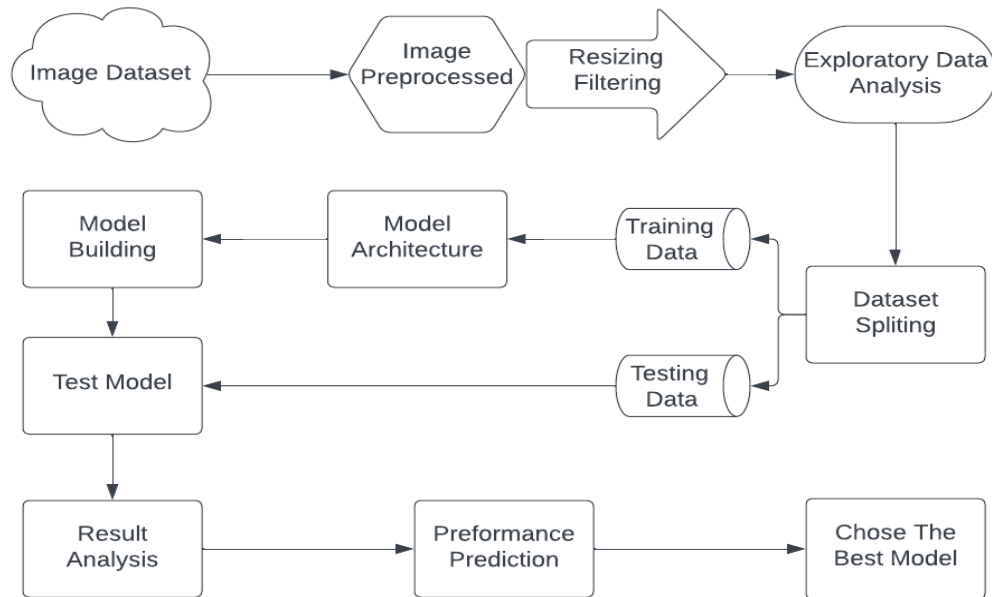 Image Dataset
Image
Preprocessed
Resizing
Filtering
Exploratory Data
Analysis
Model
Building
Model
Architecture
Training
Data
Dataset
Spliting
Test Model
Testing
Data
Result
Analysis
Preformance
Prediction
Chose The
Best Model